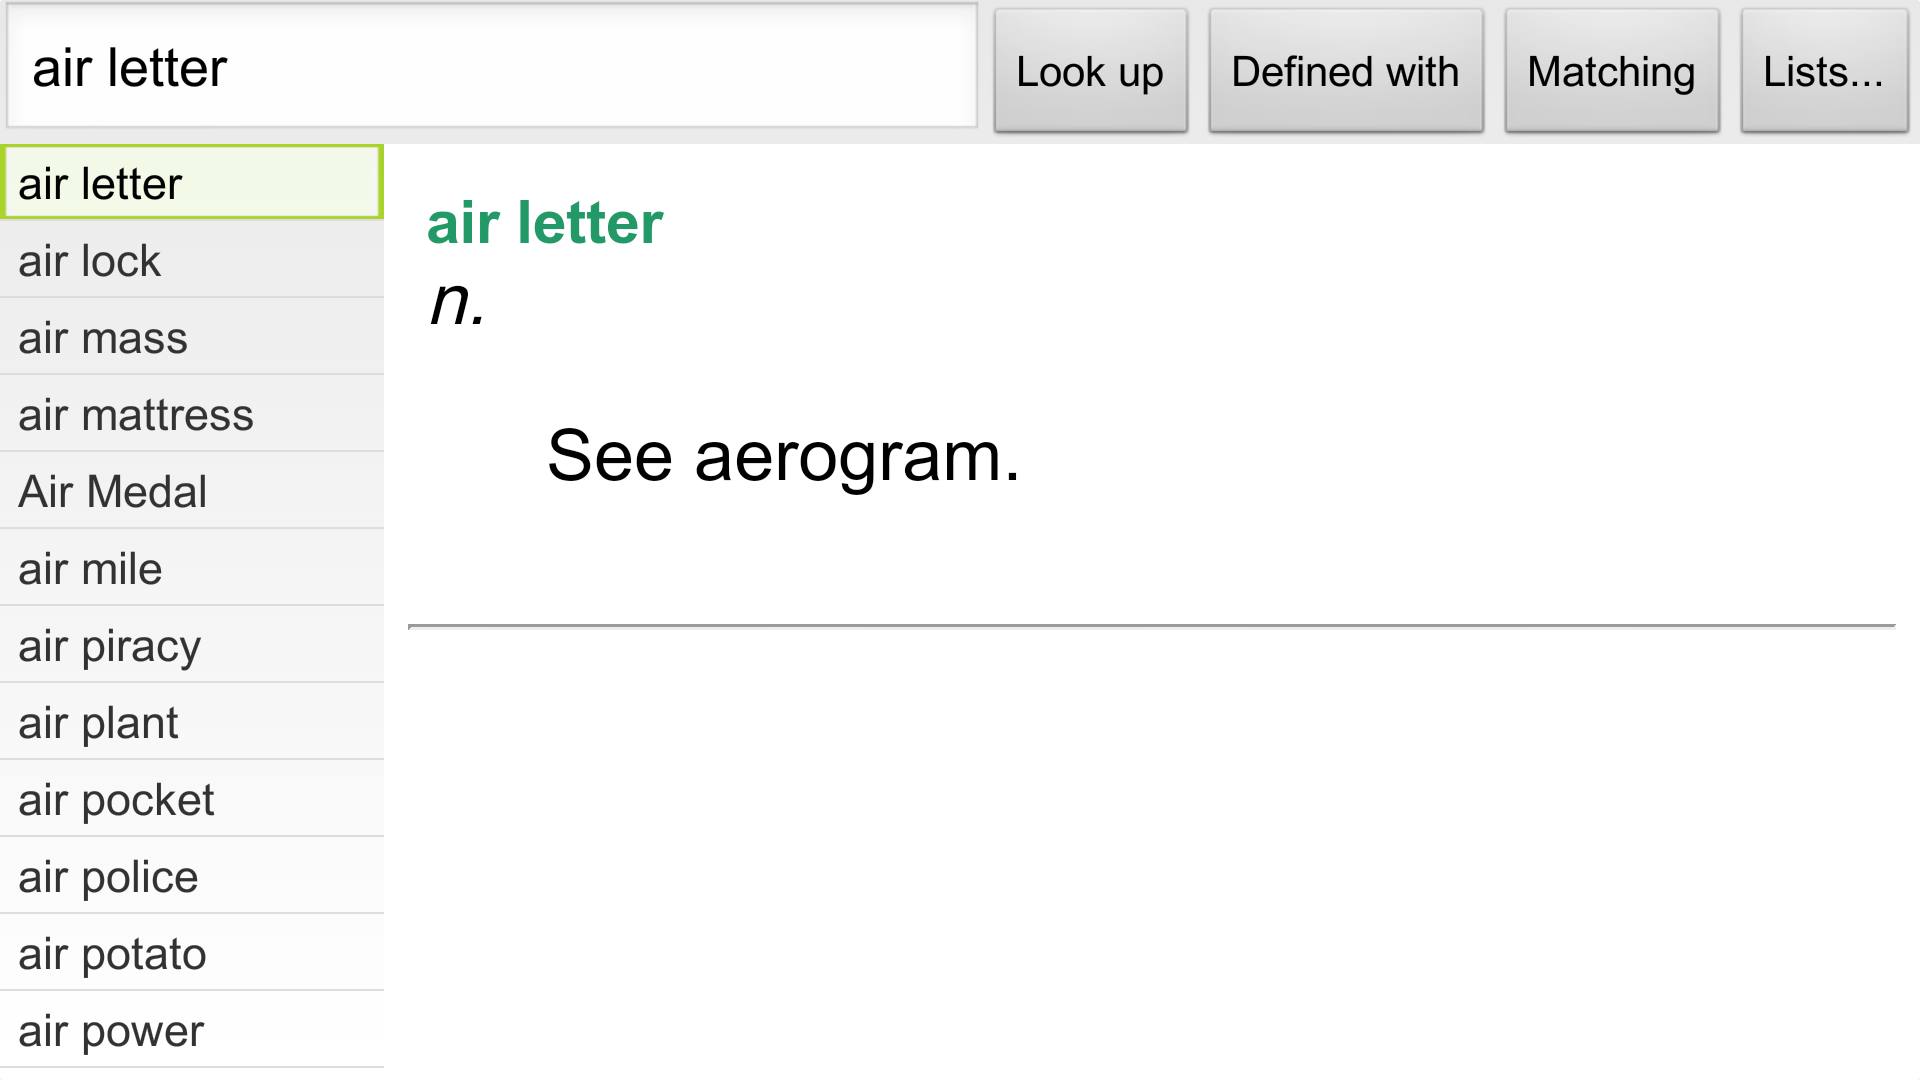 air letter
Look up
Defined with
Matching
Lists...
air letter
air lock
air mass
air mattress
Air Medal
air mile
air piracy
air plant
air pocket
air police
air potato
air power
air letter
n.
See aerogram.